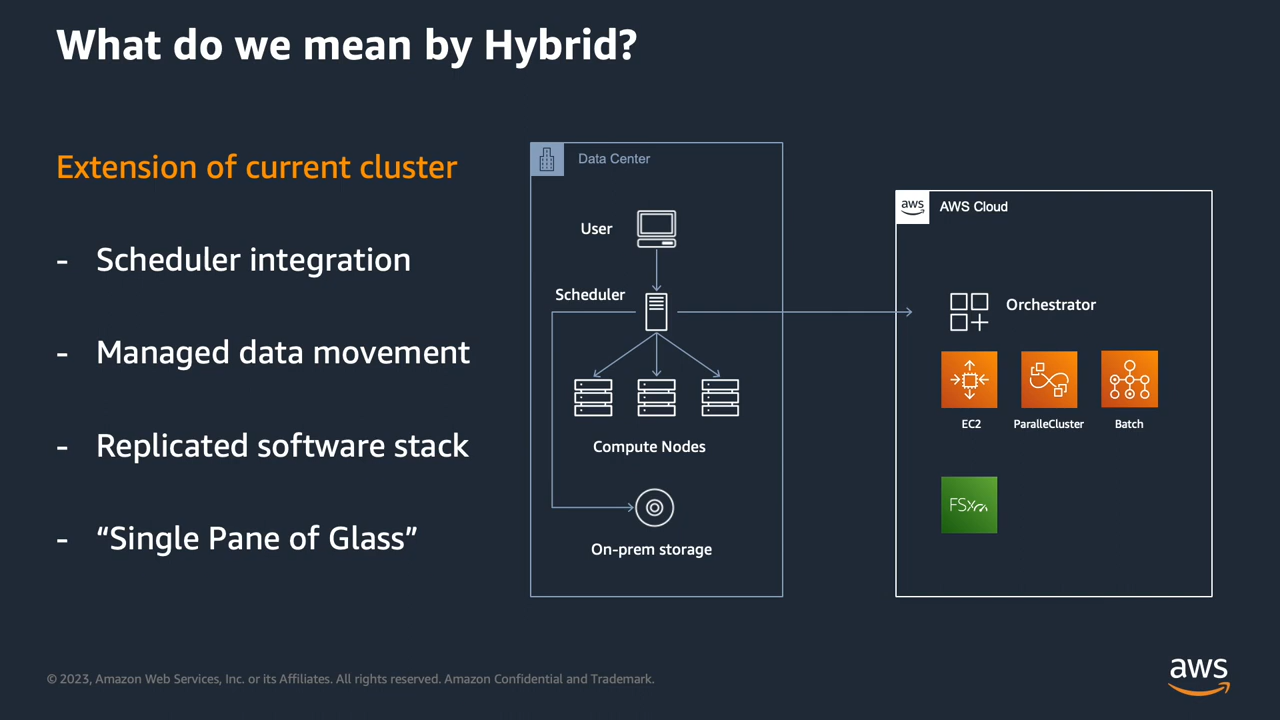 What do we mean by Hybrid?
Extension of current cluster
- Scheduler integration
- Managed data movement
- Replicated software stack
- “Single Pane of Glass”
Data Center
User
Scheduler
Compute Nodes
On-prem storage
aws
AWS Cloud
Orchestrator
EC2
ParalleCluster
Batch
FSx
© 2023, Amazon Web Services, Inc. or its Affiliates. All rights reserved. Amazon Confidential and Trademark.
aws